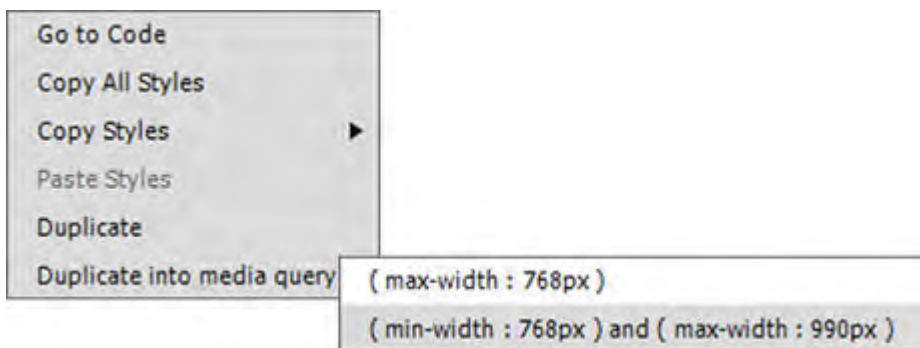 Go to Code
Copy All Styles
Copy Styles
Paste Styles
Duplicate
Duplicate into media query
( max-width : 768px )
( min-width : 768px ) and ( max-width : 990px )